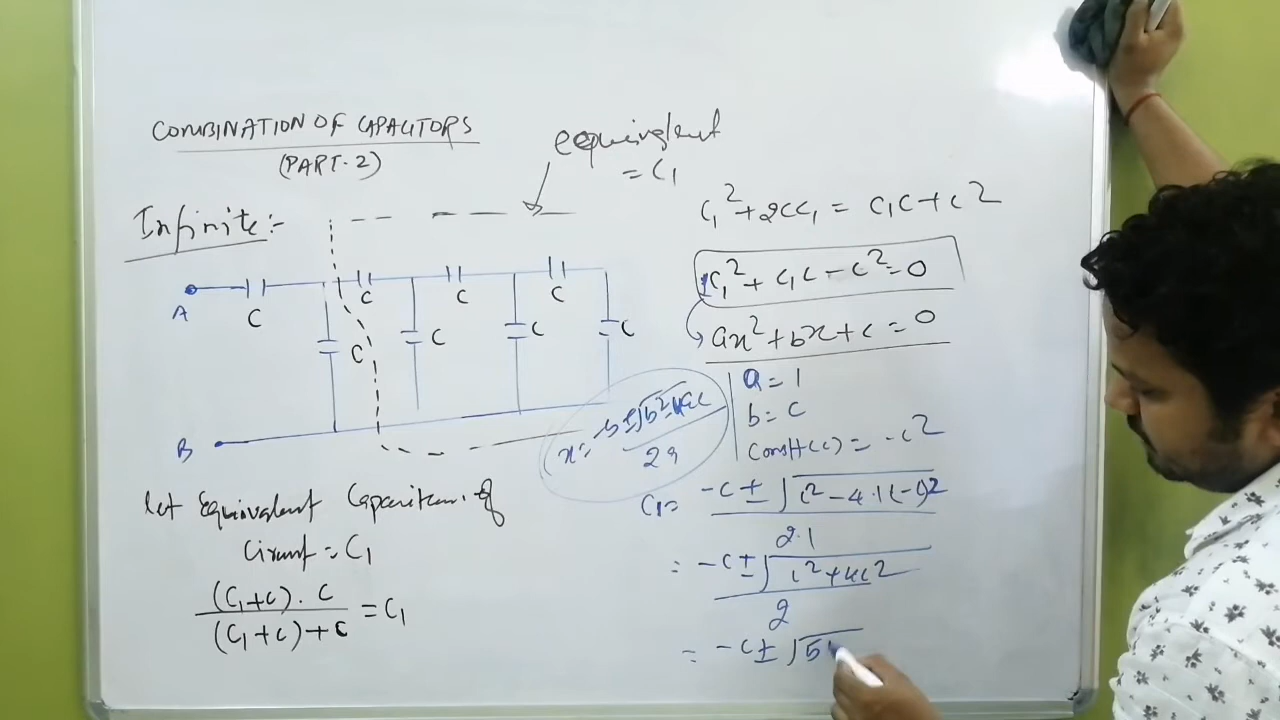 COMBINATION OF CAPACITORS
(PART-2)
equivalent
= C₁
Infinite:-
A
C
C
C
C
C
C
C
C
B
Let Equivalent Capacitan. of
Circuit = C₁
(C₁+C) . C
(C₁+C)+C
= C₁
C₁²+2CC₁ = C₁C+C²
1C₁² + C₁C - C² = 0
ax²+bx+c = 0
a = 1
b = C
Const(C) = -C²
x = -b ± √b²-4ac
2a
C₁ = -C ± √C²-4·1(-C)2
2·1
= -C ± √C²+4C2
2
= -C ± √5